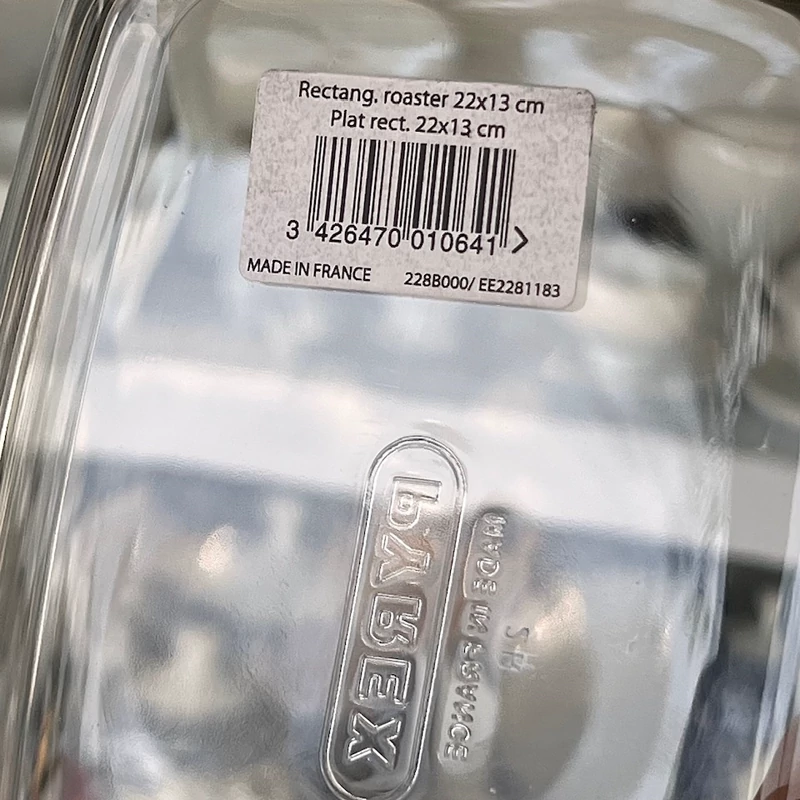 Rectang. roaster 22x13 cm
Plat rect. 22x13 cm
3 426470 010641 >
MADE IN FRANCE 228B000/ EE2281183
PYREX
MADE IN FRANCE